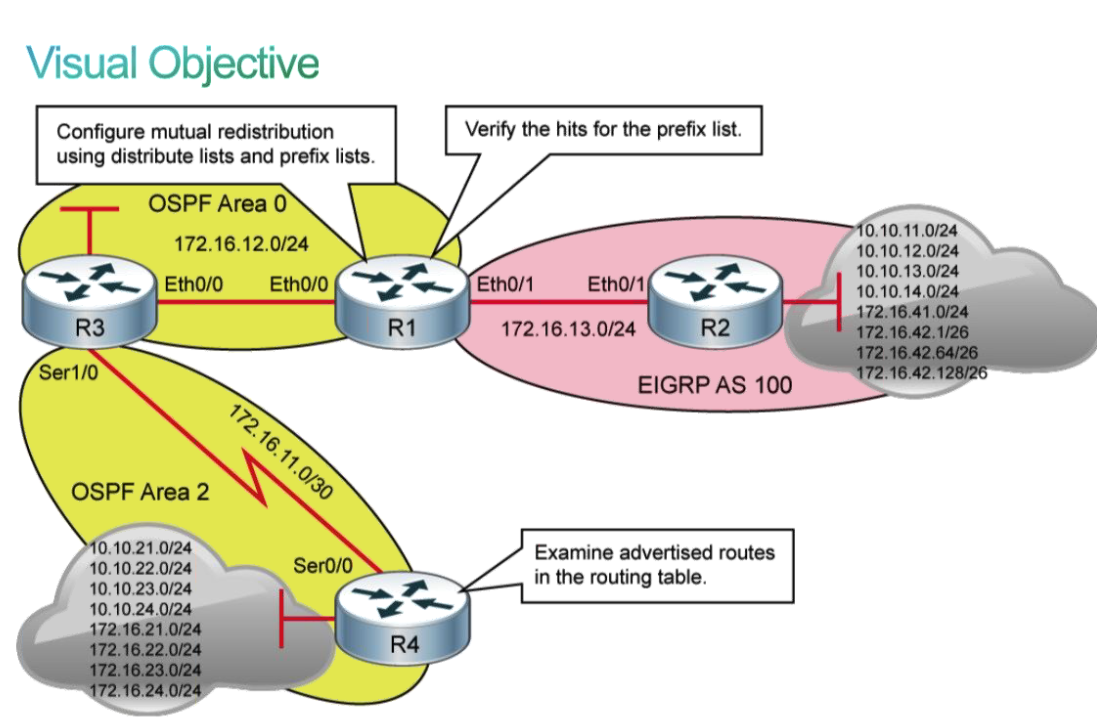 Visual Objective
Configure mutual redistribution
using distribute lists and prefix lists.
Verify the hits for the prefix list.
OSPF Area 0
172.16.12.0/24
Eth0/0
Eth0/0
R3
R1
Eth0/1
Eth0/1
172.16.13.0/24
R2
EIGRP AS 100
10.10.11.0/24
10.10.12.0/24
10.10.13.0/24
10.10.14.0/24
172.16.41.0/24
172.16.42.1/26
172.16.42.64/26
172.16.42.128/26
Ser1/0
172.16.11.0/30
OSPF Area 2
Ser0/0
R4
10.10.21.0/24
10.10.22.0/24
10.10.23.0/24
10.10.24.0/24
172.16.21.0/24
172.16.22.0/24
172.16.23.0/24
172.16.24.0/24
Examine advertised routes
in the routing table.